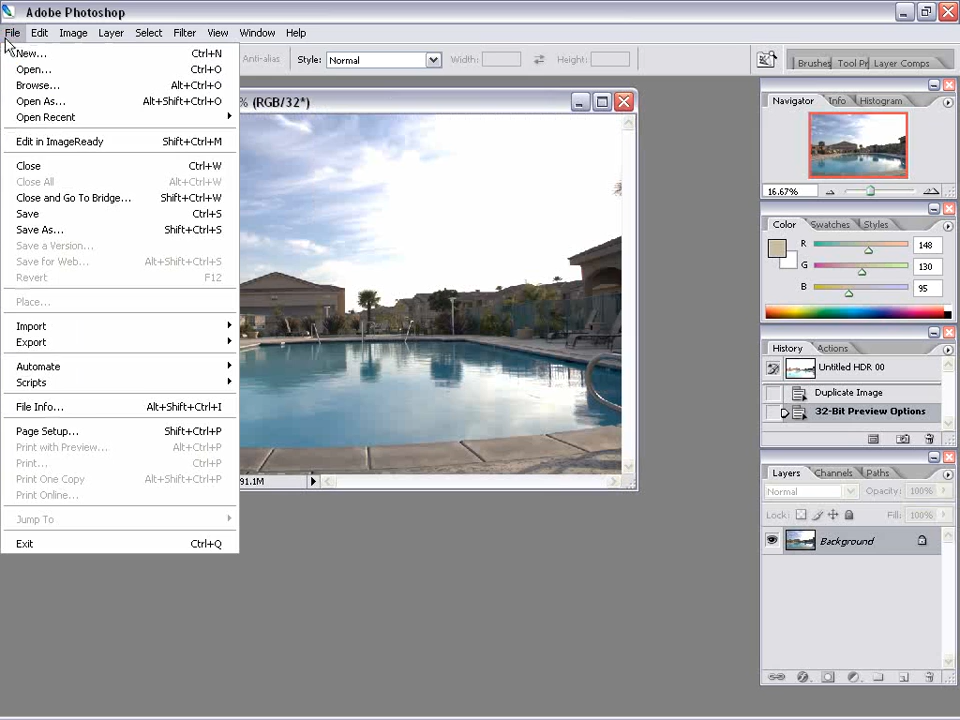 Adobe Photoshop
File Edit Image Layer Select Filter View Window Help
Anti-alias Style: Normal Width: Height: Brushes Tool Pr Layer Comps
New... Ctrl+N
Open... Ctrl+O
Browse... Alt+Ctrl+O
Open As... Alt+Shift+Ctrl+O
Open Recent
Edit in ImageReady Shift+Ctrl+M
Close Ctrl+W
Close All Alt+Ctrl+W
Close and Go To Bridge... Shift+Ctrl+W
Save Ctrl+S
Save As... Shift+Ctrl+S
Save a Version...
Save for Web... Alt+Shift+Ctrl+S
Revert F12
Place...
Import
Export
Automate
Scripts
File Info... Alt+Shift+Ctrl+I
Page Setup... Shift+Ctrl+P
Print with Preview... Alt+Ctrl+P
Print... Ctrl+P
Print One Copy Alt+Shift+Ctrl+P
Print Online...
Jump To
Exit Ctrl+Q
% (RGB/32*)
91.1M
Navigator Info Histogram
16.67%
Color Swatches Styles
R 148
G 130
B 95
History Actions
Untitled HDR 00
Duplicate Image
32-Bit Preview Options
Layers Channels Paths
Normal Opacity: 100%
Lock: Fill: 100%
Background